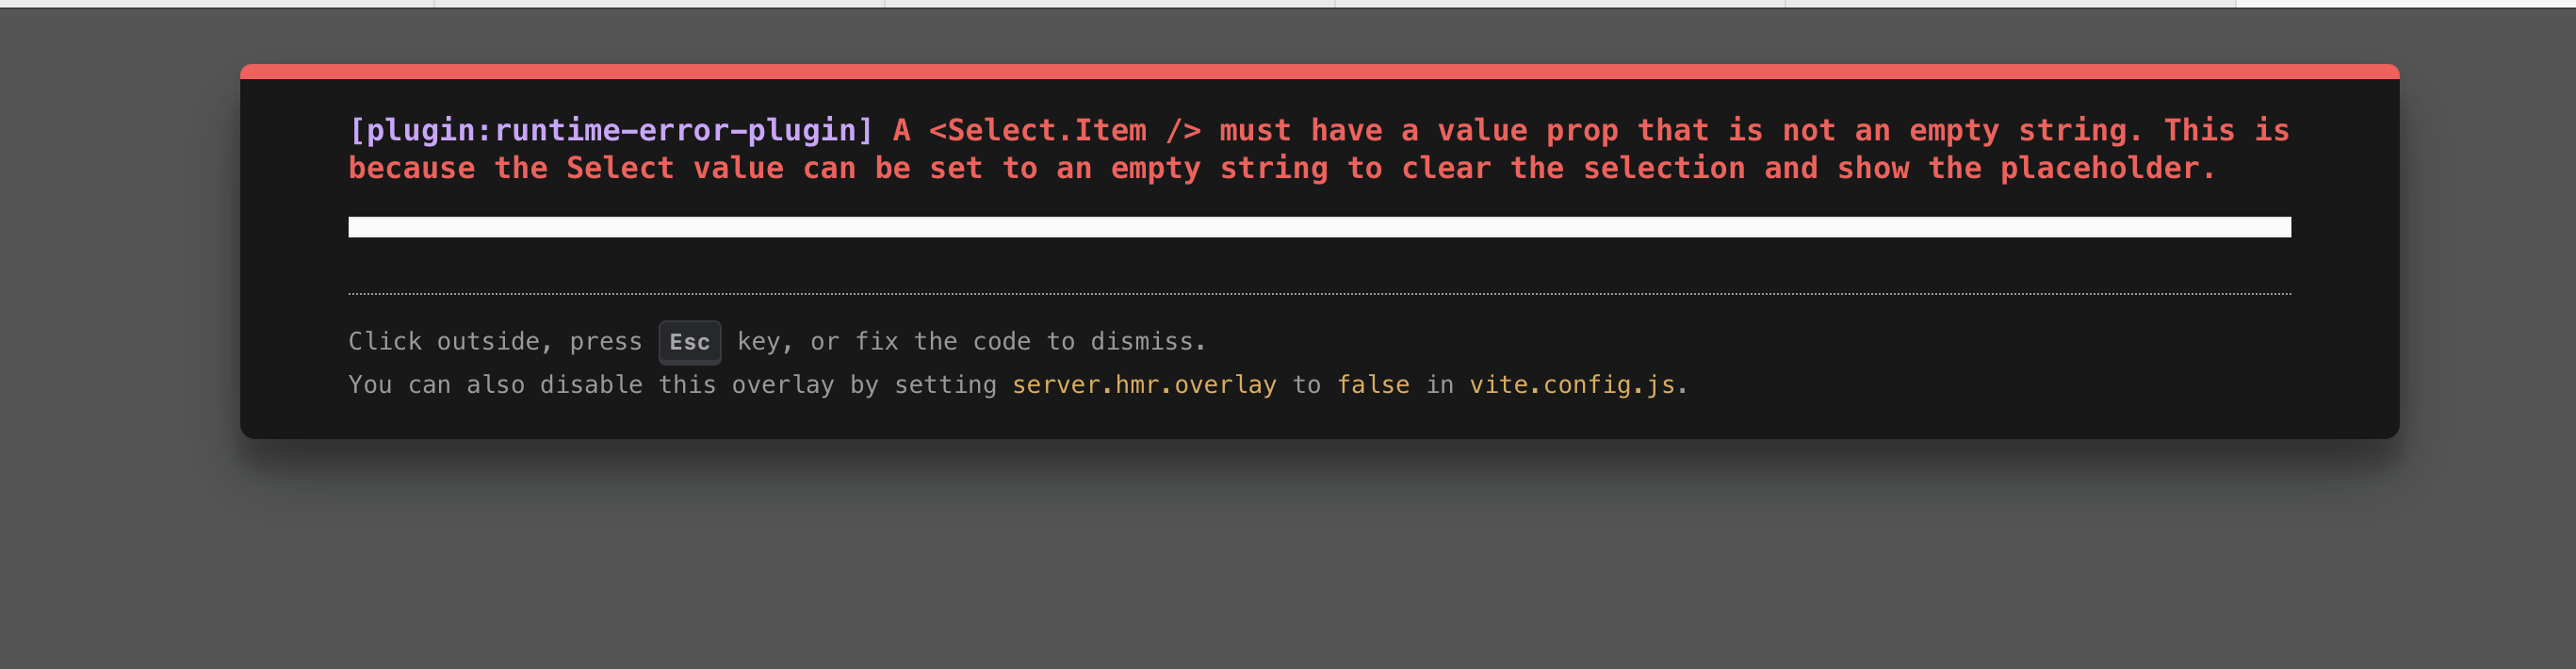 [plugin:runtime-error-plugin] A <Select.Item /> must have a value prop that is not an empty string. This is
because the Select value can be set to an empty string to clear the selection and show the placeholder.
Click outside, press Esc key, or fix the code to dismiss.
You can also disable this overlay by setting server.hmr.overlay to false in vite.config.js.